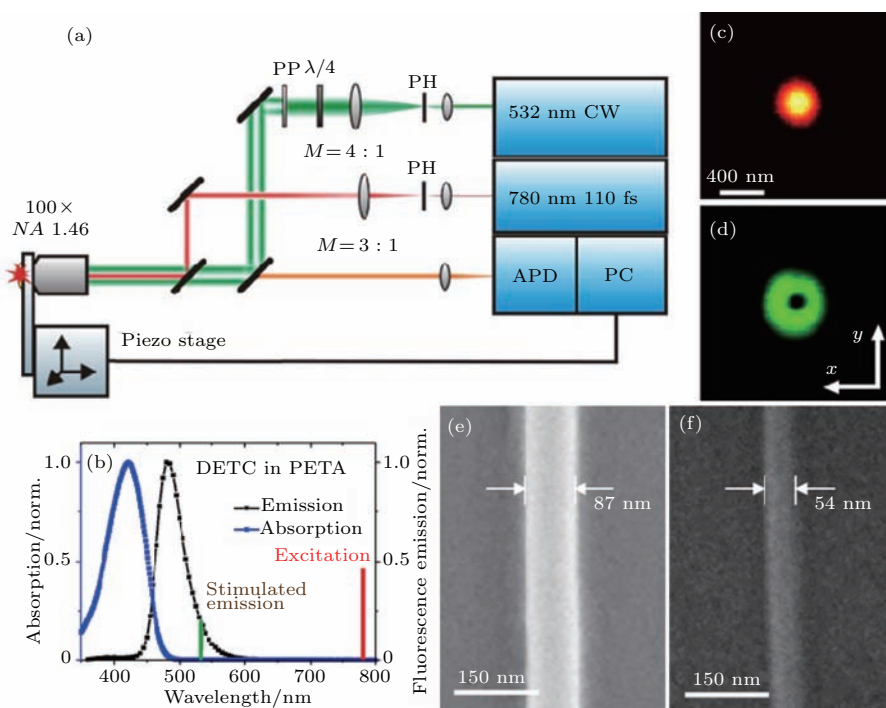 (a)
PP λ/4
PH
532 nm CW
M=4 : 1
PH
780 nm 110 fs
100×
NA 1.46
M=3 : 1
APD
PC
Piezo stage
(c)
400 nm
(d)
y
x
(b)
DETC in PETA
Emission
Absorption
Excitation
Stimulated
emission
1.0
0.5
0
1.0
0.5
0
400 500 600 700 800
Wavelength/nm
Absorption/norm.
Fluorescence emission/norm.
(e)
87 nm
150 nm
(f)
54 nm
150 nm